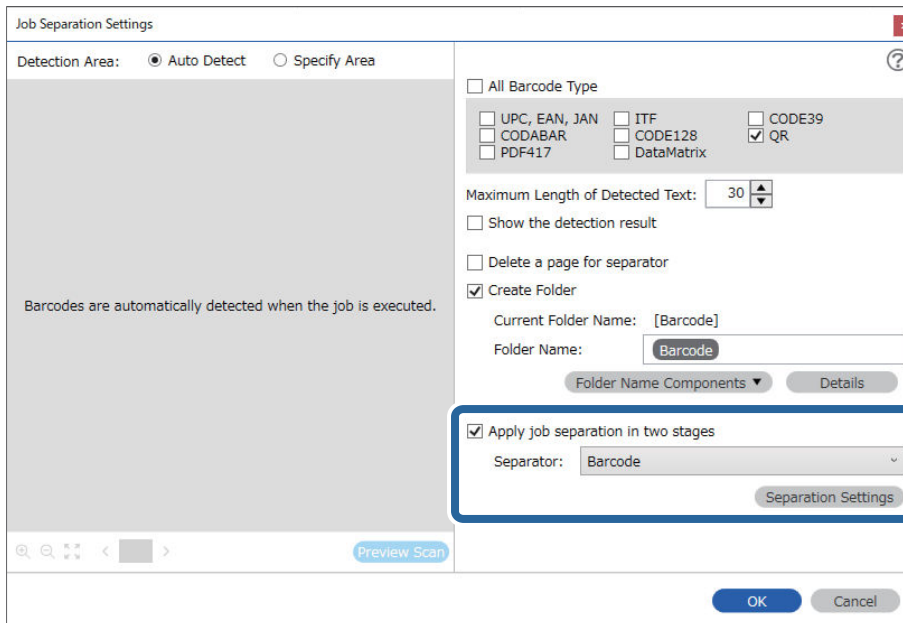 Job Separation Settings
Detection Area: Auto Detect Specify Area
?
All Barcode Type
UPC, EAN, JAN ITF CODE39
CODABAR CODE128 QR
PDF417 DataMatrix
Maximum Length of Detected Text: 30
Show the detection result
Delete a page for separator
Create Folder
Barcodes are automatically detected when the job is executed.
Current Folder Name: [Barcode]
Folder Name: Barcode
Folder Name Components Details
Apply job separation in two stages
Separator: Barcode
Separation Settings
Preview Scan
OK Cancel